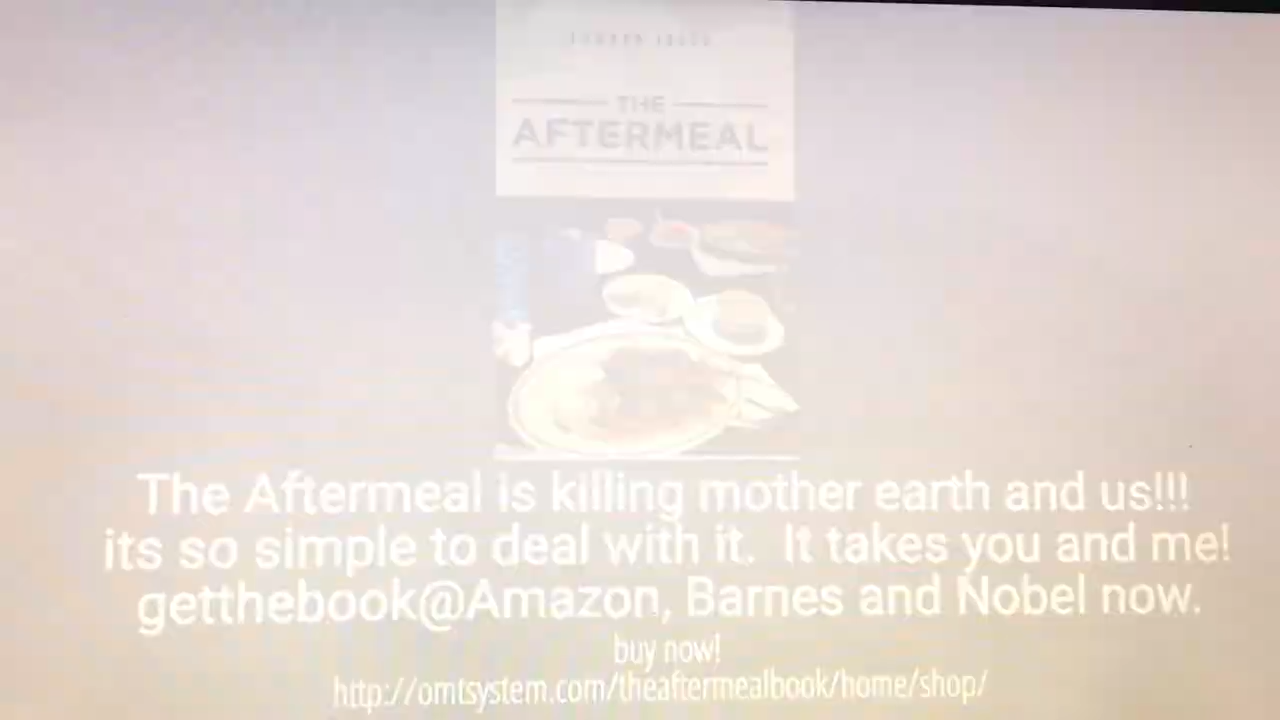 THE
AFTERMEAL
The Aftermeal is killing mother earth and us!!!
its so simple to deal with it. It takes you and me!
getthebook@Amazon, Barnes and Nobel now.
buy now!
http://omtsystem.com/theaftermealbook/home/shop/